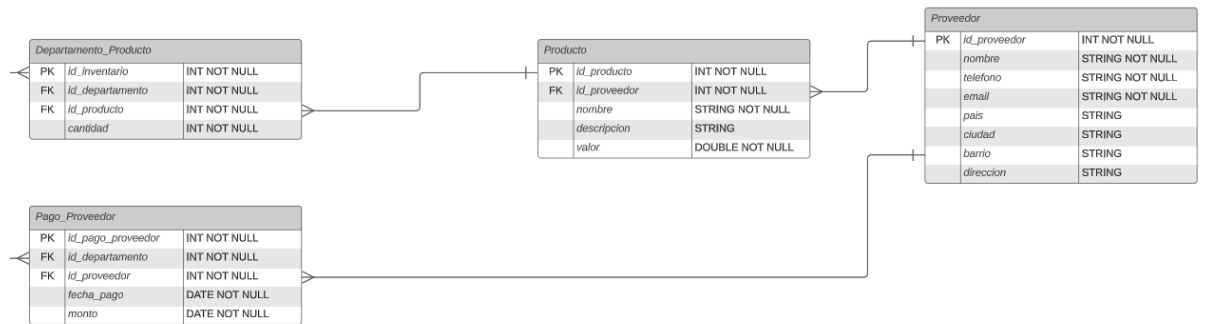 Departamento_Producto
PK id_inventario INT NOT NULL
FK id_departamento INT NOT NULL
FK id_producto INT NOT NULL
cantidad INT NOT NULL
Producto
PK id_producto INT NOT NULL
FK id_proveedor INT NOT NULL
nombre STRING NOT NULL
descripcion STRING
valor DOUBLE NOT NULL
Proveedor
PK id_proveedor INT NOT NULL
nombre STRING NOT NULL
telefono STRING NOT NULL
email STRING NOT NULL
pais STRING
ciudad STRING
barrio STRING
direccion STRING
Pago_Proveedor
PK id_pago_proveedor INT NOT NULL
FK id_departamento INT NOT NULL
FK id_proveedor INT NOT NULL
fecha_pago DATE NOT NULL
monto DATE NOT NULL